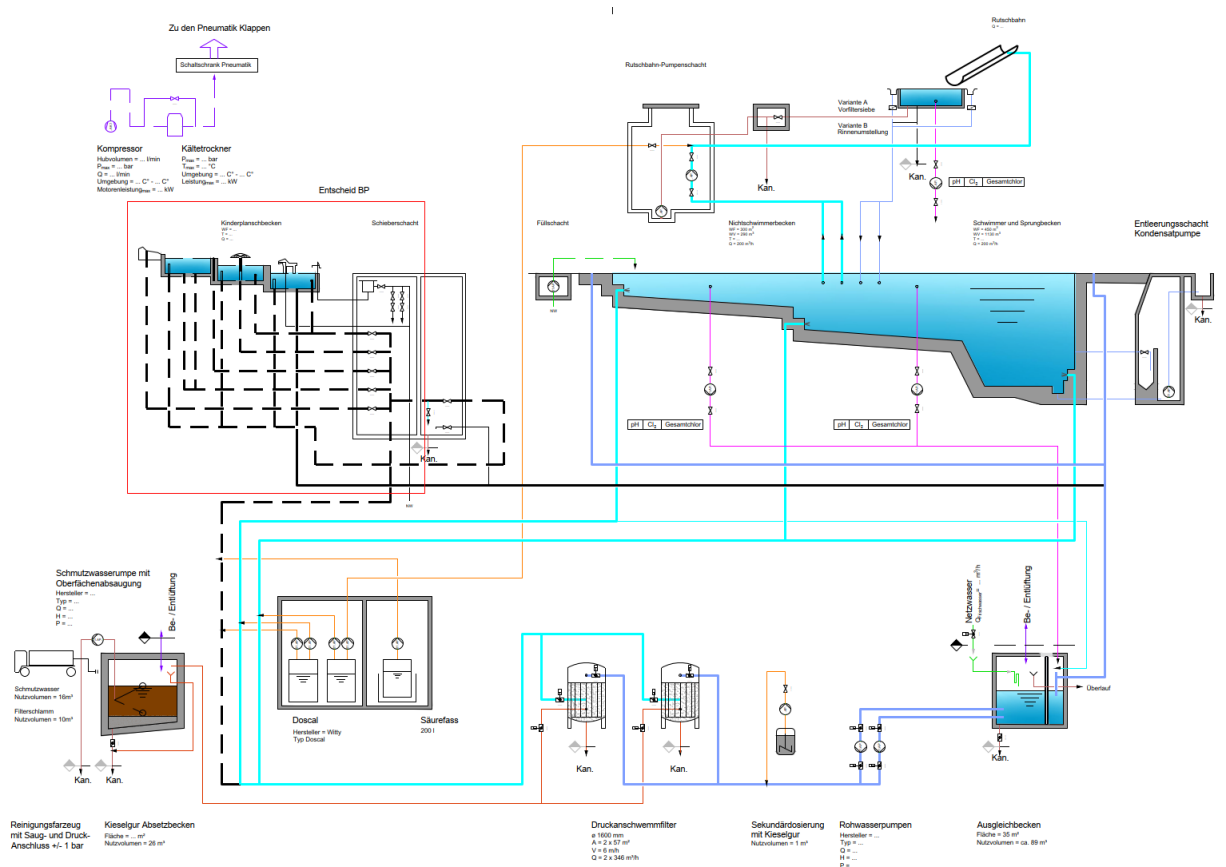 Zu den Pneumatik Klappen
Schaltschrank Pneumatik
Kompressor
Hubvolumen = ... l/min
Pmax = ... bar
Q = ... l/min
Umgebung = ... C° - ... C°
Motorenleistungmax = ... kW
Kältetrockner
Pmax = ... bar
Tmax = ... °C
Umgebung = ... C° - ... C°
Leistungmax = ... kW
Rutschbahn
Q = ...
Rutschbahn-Pumpenschacht
Variante A
Vorfiltersiebe
Variante B
Rinnenumstellung
Kan.
Kan.
pH | Cl2 | Gesamtchlor
Entscheid BP
Kinderplanschbecken
WF = ...
T = ...
Q = ...
Schieberschacht
Füllschacht
Nichtschwimmerbecken
T = ...
Schwimmer und Sprungbecken
T = ...
Entleerungsschacht
Kondensatpumpe
Kan.
KW
pH | Cl2 | Gesamtchlor
pH | Cl2 | Gesamtchlor
Kan.
KW
Schmutzwasserumpe mit
Oberfächenabsaugung
Hersteller = ...
Typ = ...
Q = ...
H = ...
P = ...
Be- / Entlüftung
Schmutzwasser
Nutzvolumen = 16m³
Filterschlamm
Nutzvolumen = 10m³
Kan.
Kan.
Doscal
Hersteller = Witty
Typ Doscal
Säurefass
200 l
Kan.
Kan.
Netzwasser
Be- / Entlüftung
Überlauf
Kan.
Reinigungsfarzeug
mit Saug- und Druck-
Anschluss +/- 1 bar
Kieselgur Absetzbecken
Fläche = ... m²
Nutzvolumen = 26 m³
Druckanschwemmfilter
ø 1600 mm
A = 2 x 57 m²
V = 6 m/h
Q = 2 x 346 m³/h
Sekundärdosierung
mit Kieselgur
Nutzvolumen = 1 m³
Rohwasserpumpen
Hersteller = ...
Typ = ...
Q = ...
H = ...
P = ...
Ausgleichbecken
Fläche = 35 m²
Nutzvolumen = ca. 89 m³